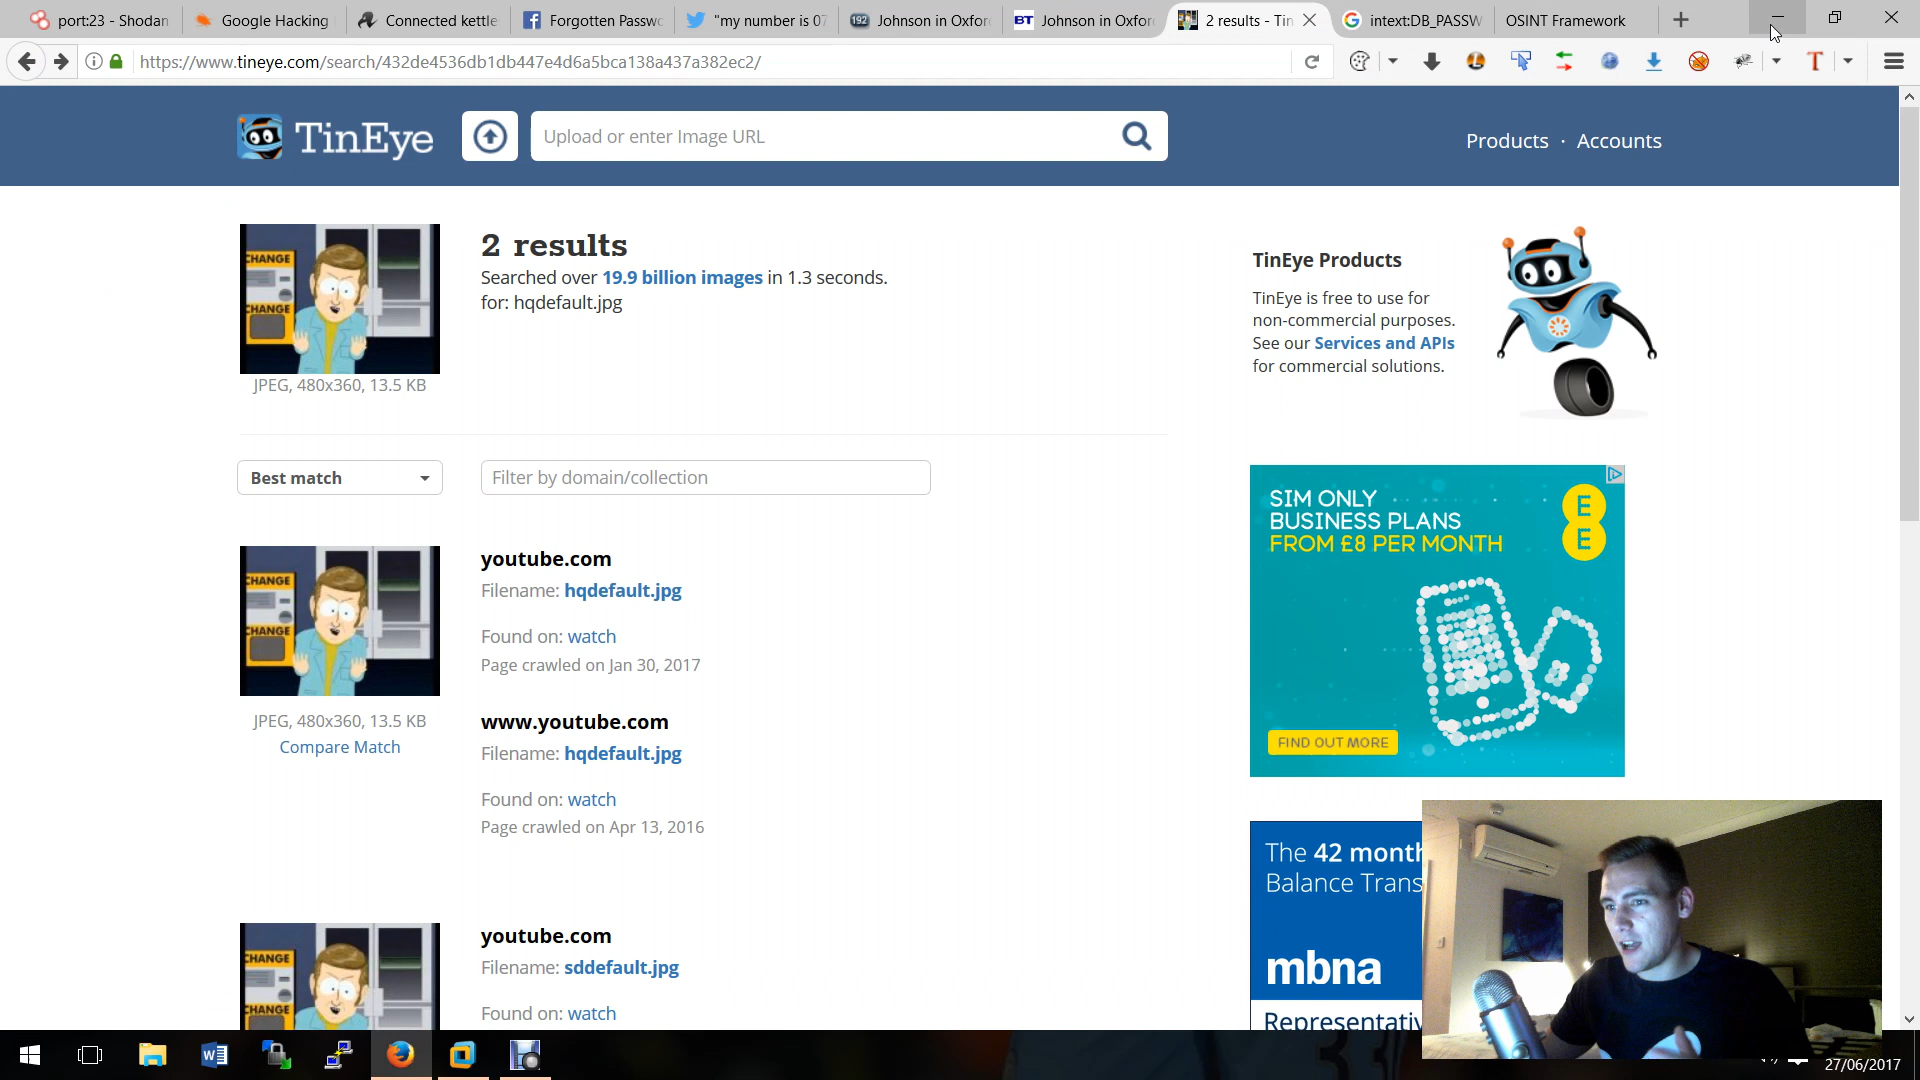 port:23 - Shodan
Google Hacking
Connected kettle
Forgotten Passwo
"my number is 07
192
Johnson in Oxfor
BT
Johnson in Oxfor
2 results - Tin
intext:DB_PASSW
OSINT Framework
https://www.tineye.com/search/432de4536db1db447e4d6a5bca138a437a382ec2/
TinEye
Upload or enter Image URL
Products · Accounts
CHANGE
CHANGE
JPEG, 480x360, 13.5 KB
2 results
Searched over 19.9 billion images in 1.3 seconds.
for: hqdefault.jpg
TinEye Products
TinEye is free to use for
non-commercial purposes.
See our Services and APIs
for commercial solutions.
Best match
Filter by domain/collection
CHANGE
CHANGE
JPEG, 480x360, 13.5 KB
Compare Match
youtube.com
Filename: hqdefault.jpg
Found on: watch
Page crawled on Jan 30, 2017
www.youtube.com
Filename: hqdefault.jpg
Found on: watch
Page crawled on Apr 13, 2016
CHANGE
youtube.com
Filename: sddefault.jpg
Found on: watch
SIM ONLY
BUSINESS PLANS
FROM £8 PER MONTH
EE
FIND OUT MORE
The 42 month
Balance Trans
mbna
Representativ
27/06/2017